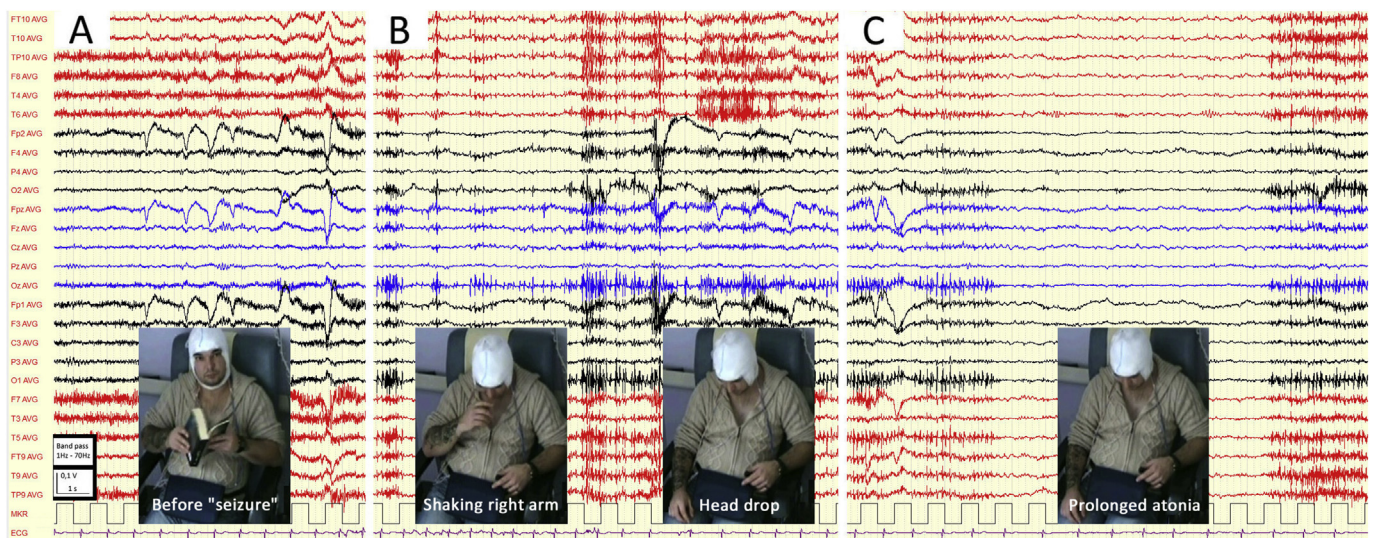 A
B
C
FT10 AVG
T10 AVG
TP10 AVG
F8 AVG
T4 AVG
T6 AVG
Fp2 AVG
F4 AVG
P4 AVG
O2 AVG
Fpz AVG
Fz AVG
Cz AVG
Pz AVG
Oz AVG
Fp1 AVG
F3 AVG
C3 AVG
P3 AVG
O1 AVG
F7 AVG
T3 AVG
T5 AVG
FT9 AVG
T9 AVG
TP9 AVG
MKR
ECG
Band pass
1Hz - 70Hz
0,1 V
1 s
Before "seizure"
Shaking right arm
Head drop
Prolonged atonia